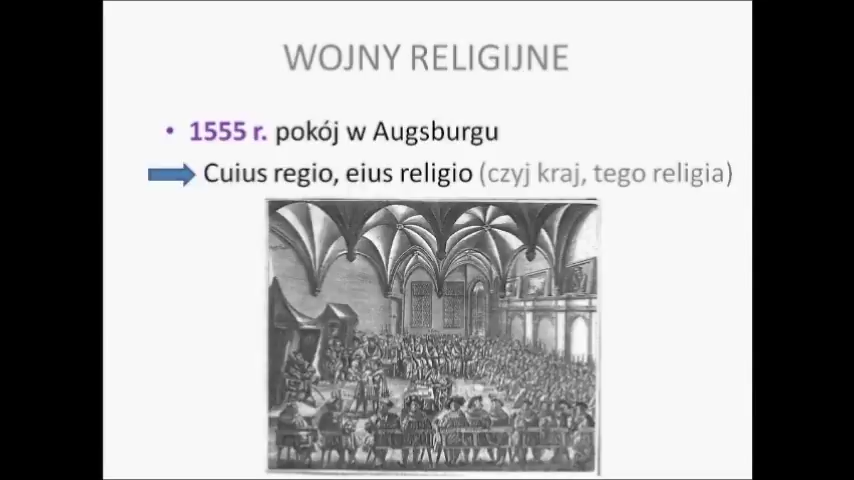 WOJNY RELIGIJNE
• 1555 r. pokój w Augsburgu
Cuius regio, eius religio (czyj kraj, tego religia)